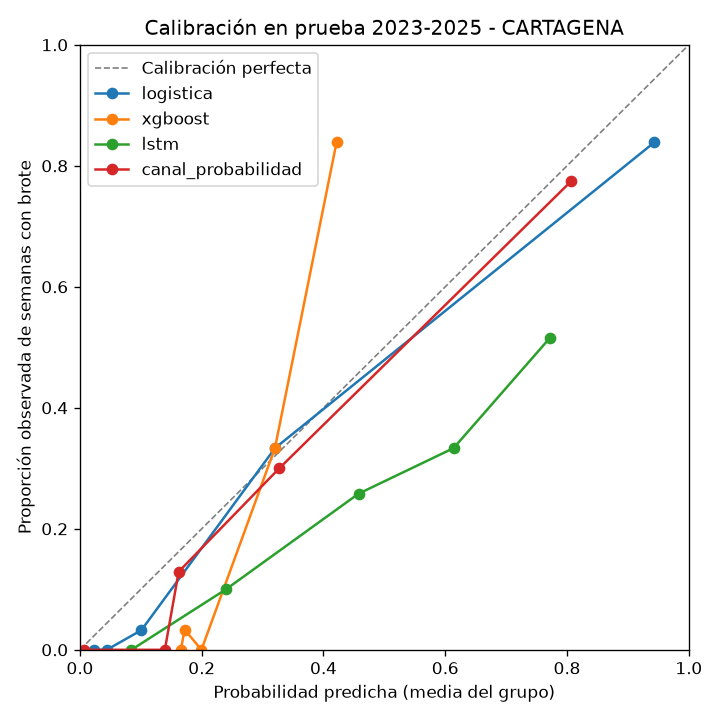 Calibración en prueba 2023-2025 - CARTAGENA
Calibración perfecta
logistica
xgboost
lstm
canal_probabilidad
Proporción observada de semanas con brote
1.0
0.8
0.6
0.4
0.2
0.0
0.0 0.2 0.4 0.6 0.8 1.0
Probabilidad predicha (media del grupo)